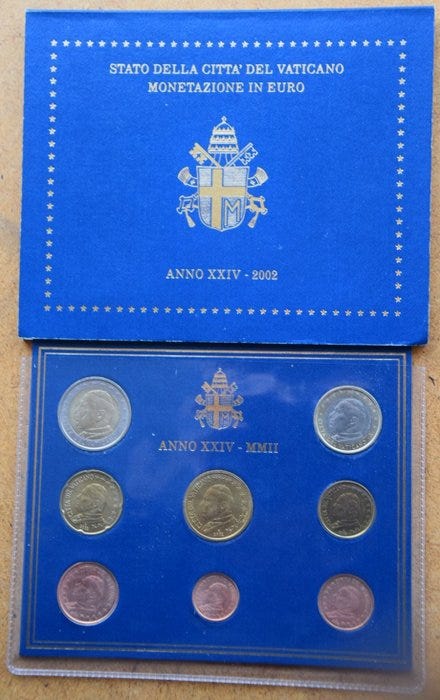 STATO DELLA CITTA' DEL VATICANO
MONETAZIONE IN EURO
M
ANNO XXIV - 2002
ANNO XXIV - MMII